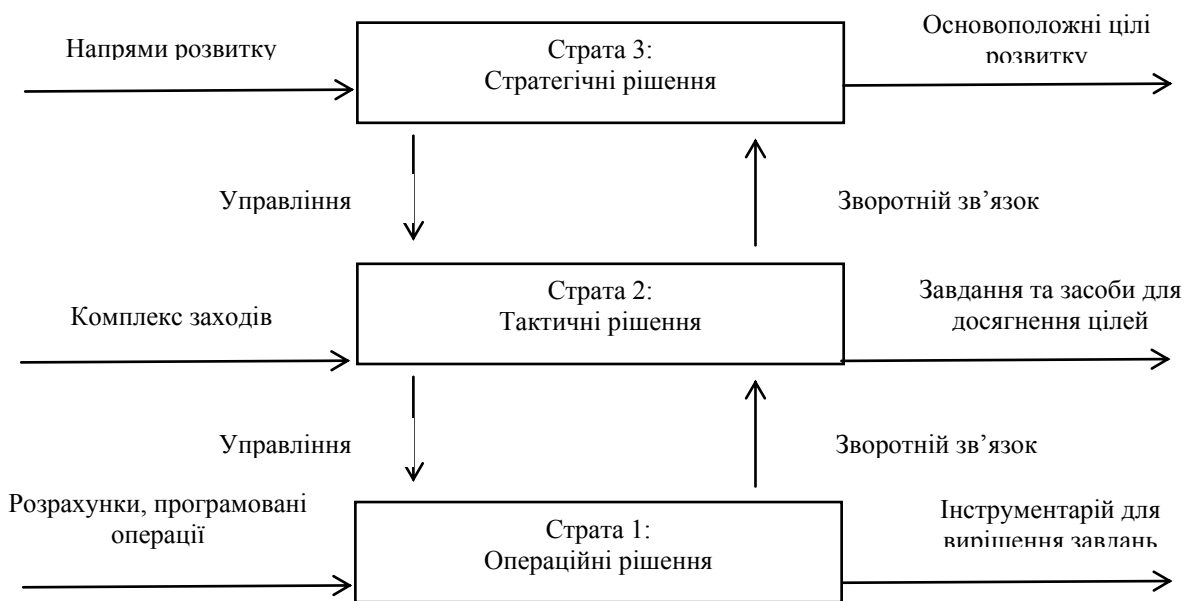 Напрями розвитку
Страта 3:
Стратегічні рішення
Основоположні цілі
розвитку
Управління
Зворотній зв’язок
Комплекс заходів
Страта 2:
Тактичні рішення
Завдання та засоби для
досягнення цілей
Управління
Зворотній зв’язок
Розрахунки, програмовані
операції
Страта 1:
Операційні рішення
Інструментарій для
вирішення завдань